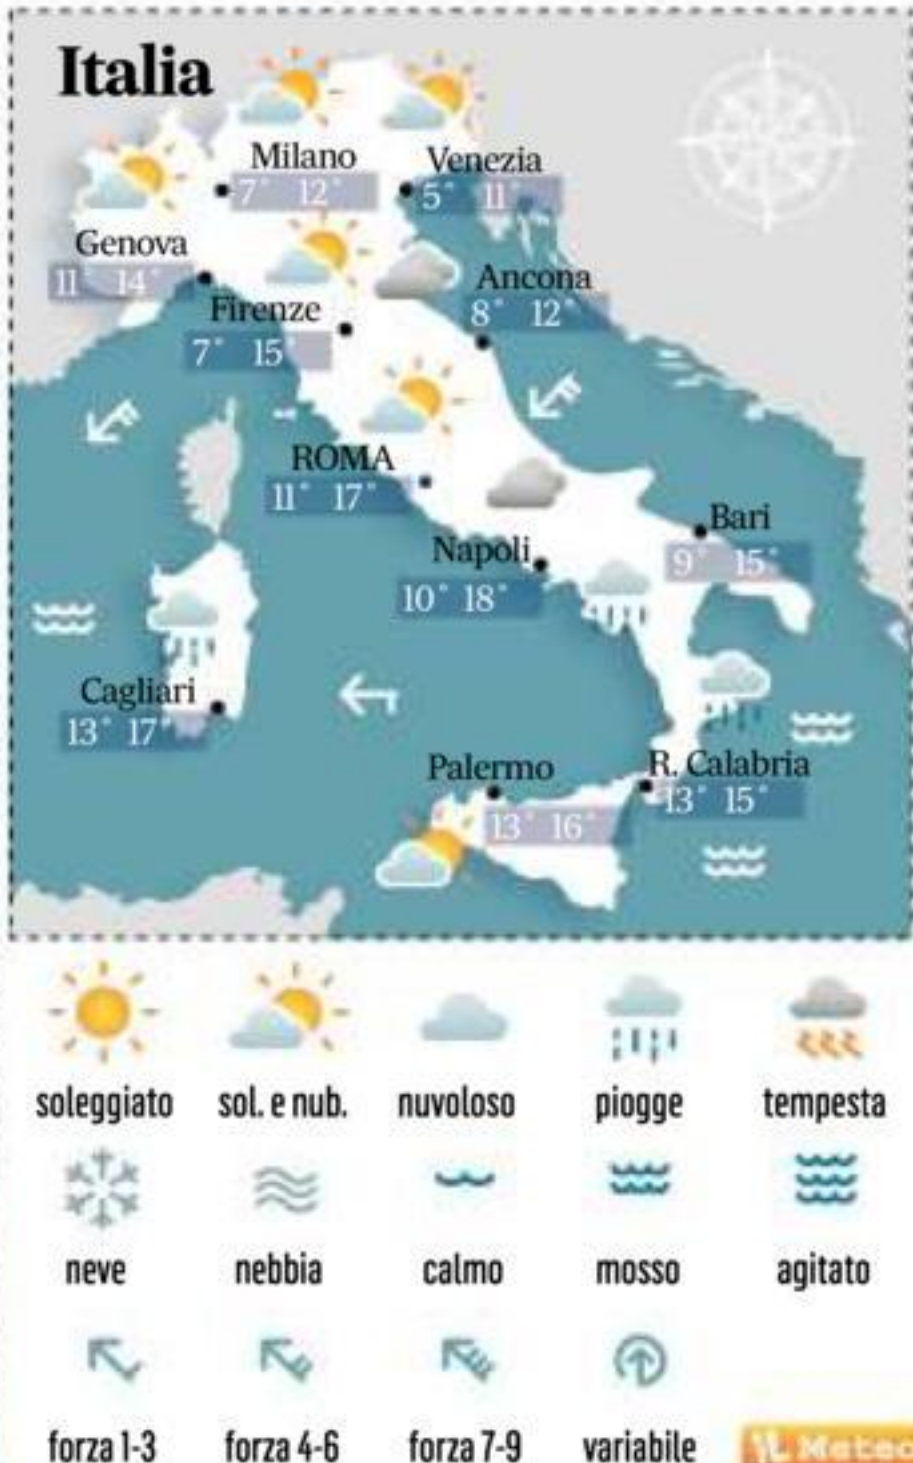 Italia
Milano
7° 12°
Venezia
5° 11°
Genova
11° 14°
Firenze
7° 15°
Ancona
8° 12°
ROMA
11° 17°
Napoli
10° 18°
Bari
9° 15°
Cagliari
13° 17°
Palermo
13° 16°
R. Calabria
13° 15°
soleggiato sol. e nub. nuvoloso piogge tempesta
neve nebbia calmo mosso agitato
forza 1-3 forza 4-6 forza 7-9 variabile